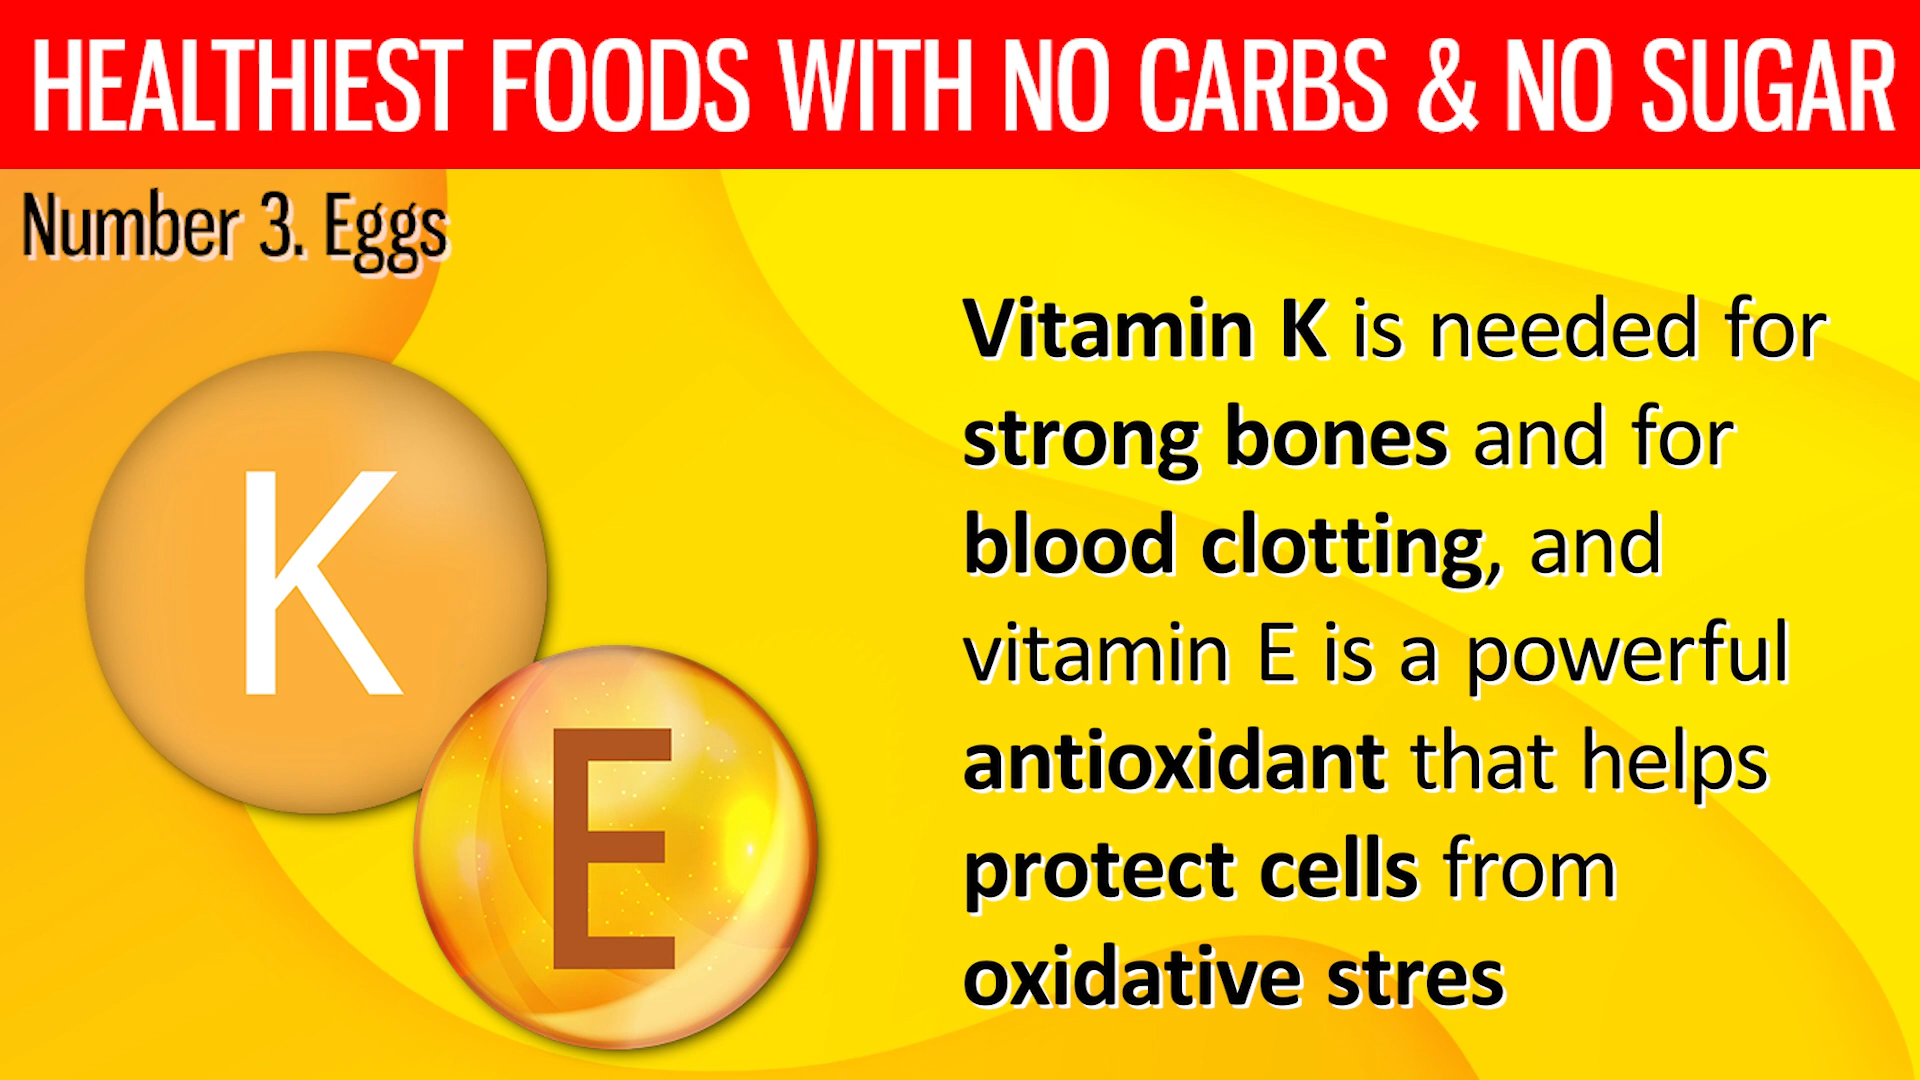 HEALTHIEST FOODS WITH NO CARBS & NO SUGAR
Number 3. Eggs
K
E
Vitamin K is needed for
strong bones and for
blood clotting, and
vitamin E is a powerful
antioxidant that helps
protect cells from
oxidative stres